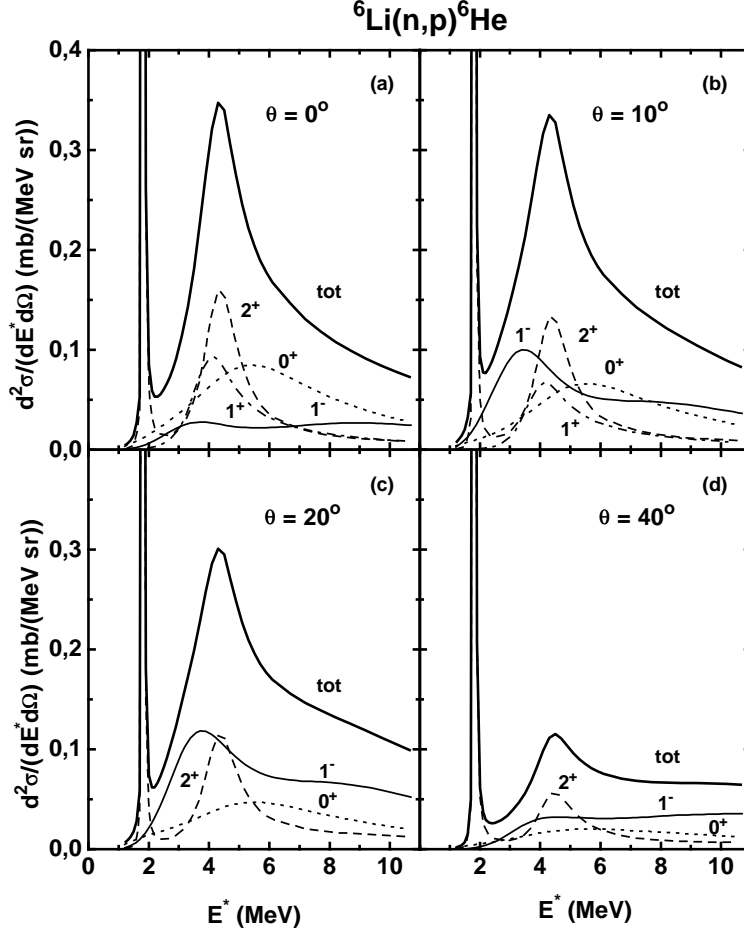 ⁶Li(n,p)⁶He
0,4
0,3
0,2
0,1
0,0
d²σ/(dE*dΩ) (mb/(MeV sr))
(a)
θ = 0°
tot
2⁺
0⁺
1⁺
1⁻
(b)
θ = 10°
tot
1⁻
2⁺
0⁺
1⁺
0,3
0,2
0,1
0,0
d²σ/(dE*dΩ) (mb/(MeV sr))
(c)
θ = 20°
tot
1⁻
2⁺
0⁺
(d)
θ = 40°
tot
2⁺
1⁻
0⁺
0 2 4 6 8 10
2 4 6 8 10
E* (MeV)
E* (MeV)